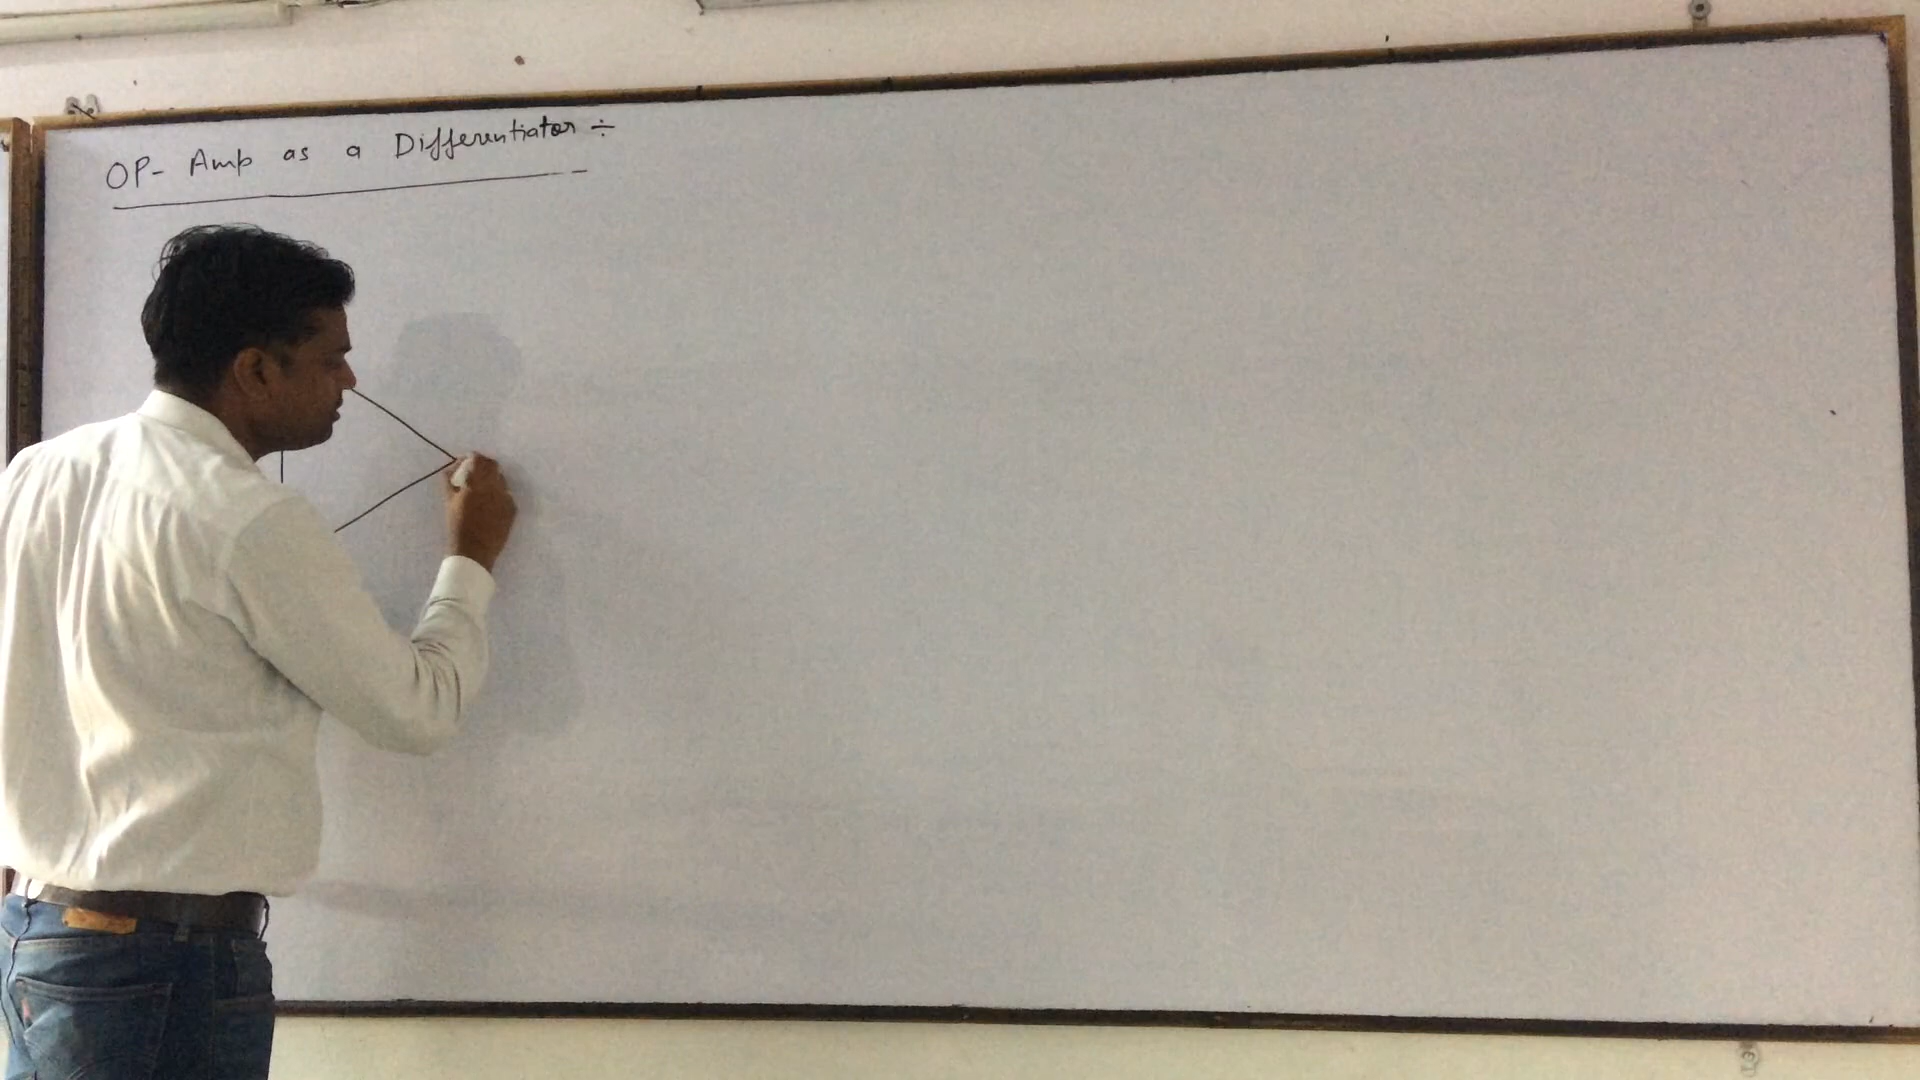 OP- Amp as a Differentiator ÷